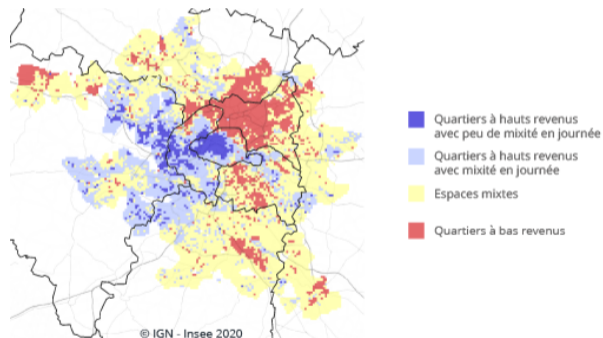 Quartiers à hauts revenus
avec peu de mixité en journée
Quartiers à hauts revenus
avec mixité en journée
Espaces mixtes
Quartiers à bas revenus
© IGN - Insee 2020